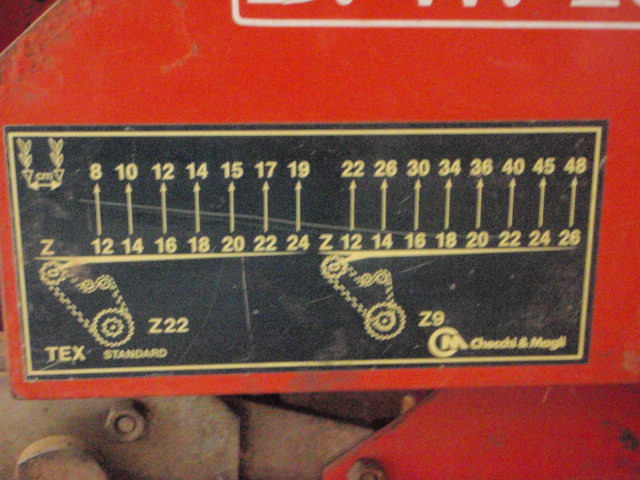 cm 8 10 12 14 15 17 19 22 26 30 34 36 40 45 48
Z 12 14 16 18 20 22 24 Z 12 14 16 18 20 22 24 26
Z22 Z9
TEX STANDARD Checchi & Magli